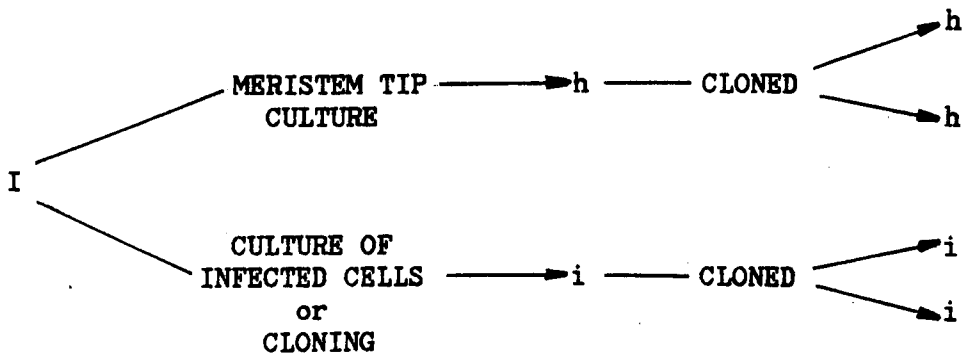 h
MERISTEM TIP h CLONED
CULTURE h
I
CULTURE OF i
INFECTED CELLS i CLONED
or i
CLONING